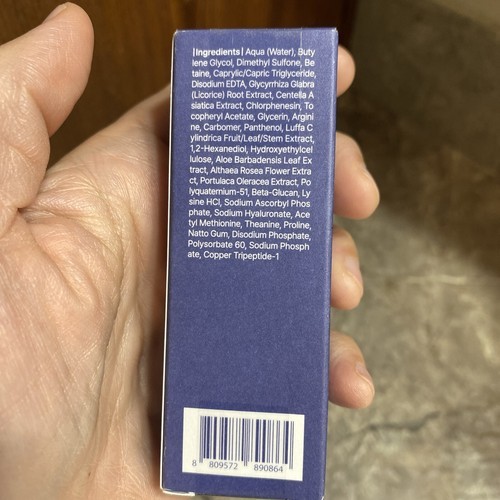 |Ingredients| Aqua (Water), Buty
lene Glycol, Dimethyl Sulfone, Be
taine, Caprylic/Capric Triglyceride,
Disodium EDTA, Glycyrrhiza Glabra
(Licorice) Root Extract, Centella A
siatica Extract, Chlorphenesin, To
copheryl Acetate, Glycerin, Argini
ne, Carbomer, Panthenol, Luffa C
ylindrica Fruit/Leaf/Stem Extract,
1,2-Hexanediol, Hydroxyethylcel
lulose, Aloe Barbadensis Leaf Ex
tract, Althaea Rosea Flower Extra
ct, Portulaca Oleracea Extract, Po
lyquaternium-51, Beta-Glucan, Ly
sine HCl, Sodium Ascorbyl Phos
phate, Sodium Hyaluronate, Ace
tyl Methionine, Theanine, Proline,
Natto Gum, Disodium Phosphate,
Polysorbate 60, Sodium Phosph
ate, Copper Tripeptide-1
8 809572 890864